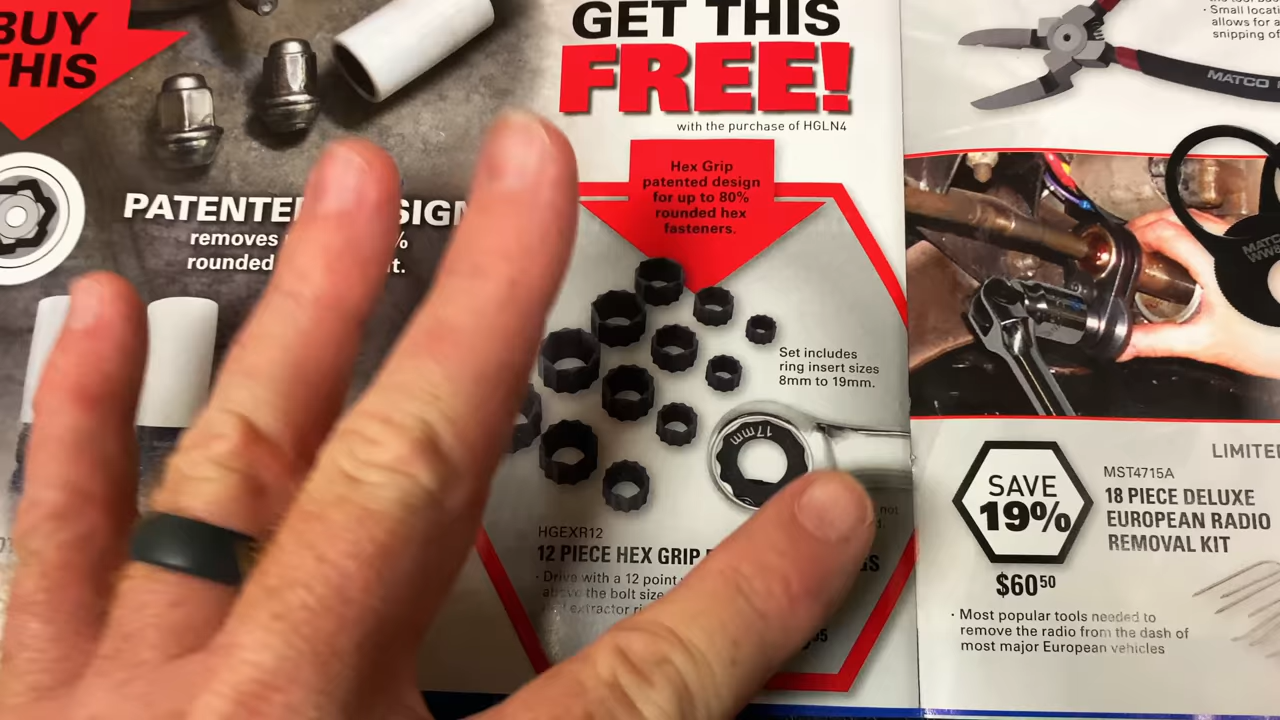 BUY
THIS
PATENTE
removes
%
rounded
GET THIS
FREE!
with the purchase of HGLN4
Hex Grip
patented design
for up to 80%
rounded hex
fasteners.
Set includes
ring insert sizes
8mm to 19mm.
17mm
not
HGEXR12
12 PIECE HEX GRIP
· Drive with a 12 point
above the bolt size
extractor
· Small
allows for a
snipping of
MATCO
MATCO
SAVE
19%
$6050
LIMITE
MST4715A
18 PIECE DELUXE
EUROPEAN RADIO
REMOVAL KIT
· Most popular tools needed to
remove the radio from the dash of
most major European vehicles